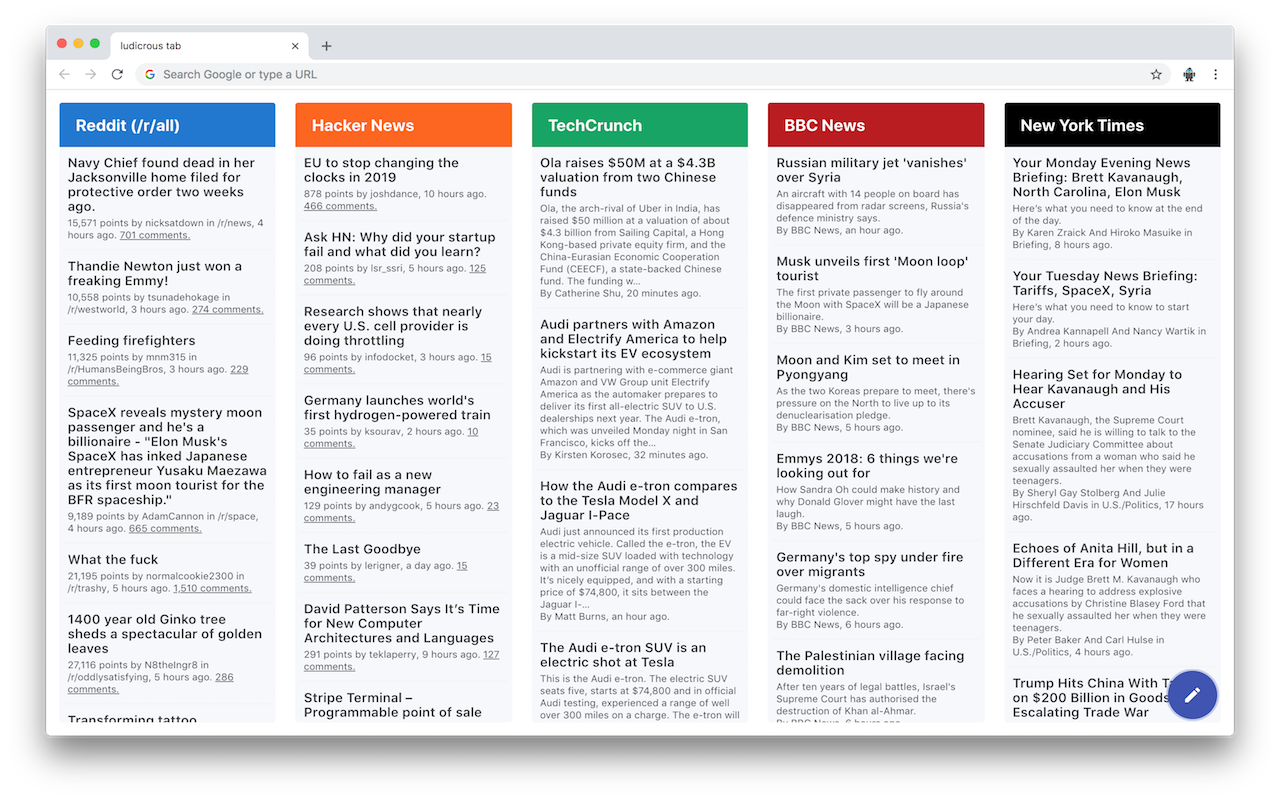 ludicrous tab
Search Google or type a URL
Reddit (/r/all)
Navy Chief found dead in her
Jacksonville home filed for
protective order two weeks
ago.
15,571 points by nicksatdown in /r/news, 4
hours ago. 701 comments.
Thandie Newton just won a
freaking Emmy!
10,558 points by tsunadehokage in
/r/westworld, 3 hours ago. 274 comments.
Feeding firefighters
11,325 points by mnm315 in
/r/HumansBeingBros, 3 hours ago. 229
comments.
SpaceX reveals mystery moon
passenger and he's a
billionaire - "Elon Musk's
SpaceX has inked Japanese
entrepreneur Yusaku Maezawa
as its first moon tourist for the
BFR spaceship."
9,189 points by AdamCannon in /r/space,
4 hours ago. 665 comments.
What the fuck
21,195 points by normalcookie2300 in
/r/trashy, 5 hours ago. 1,510 comments.
1400 year old Ginko tree
sheds a spectacular of golden
leaves
27,116 points by N8theIngr8 in
/r/oddlysatisfying, 5 hours ago. 286
comments.
Transforming tattoo
Hacker News
EU to stop changing the
clocks in 2019
878 points by joshdance, 10 hours ago.
466 comments.
Ask HN: Why did your startup
fail and what did you learn?
208 points by lsr_ssri, 5 hours ago. 125
comments.
Research shows that nearly
every U.S. cell provider is
doing throttling
96 points by infodocket, 3 hours ago. 15
comments.
Germany launches world's
first hydrogen-powered train
35 points by ksourav, 2 hours ago. 10
comments.
How to fail as a new
engineering manager
129 points by andygcook, 5 hours ago. 23
comments.
The Last Goodbye
39 points by lerigner, a day ago. 15
comments.
David Patterson Says It's Time
for New Computer
Architectures and Languages
291 points by teklaperry, 9 hours ago. 127
comments.
Stripe Terminal –
Programmable point of sale
TechCrunch
Ola raises $50M at a $4.3B
valuation from two Chinese
funds
Ola, the arch-rival of Uber in India, has
raised $50 million at a valuation of about
$4.3 billion from Sailing Capital, a Hong
Kong-based private equity firm, and the
China-Eurasian Economic Cooperation
Fund (CEECF), a state-backed Chinese
fund. The funding w...
By Catherine Shu, 20 minutes ago.
Audi partners with Amazon
and Electrify America to help
kickstart its EV ecosystem
Audi is partnering with e-commerce giant
Amazon and VW Group unit Electrify
America as the automaker prepares to
deliver its first all-electric SUV to U.S.
dealerships next year. The Audi e-tron,
which was unveiled Monday night in San
Francisco, kicks off the...
By Kirsten Korosec, 32 minutes ago.
How the Audi e-tron compares
to the Tesla Model X and
Jaguar I-Pace
Audi just announced its first production
electric vehicle. Called the e-tron, the EV
is a mid-size SUV loaded with technology
with an unofficial range of over 300 miles.
It's nicely equipped, and with a starting
price of $74,800, it sits between the
Jaguar I-...
By Matt Burns, an hour ago.
The Audi e-tron SUV is an
electric shot at Tesla
This is the Audi e-tron. The electric SUV
seats five, starts at $74,800 and in official
Audi testing, experienced a range of well
over 300 miles on a charge. The e-tron will
BBC News
Russian military jet 'vanishes'
over Syria
An aircraft with 14 people on board has
disappeared from radar screens, Russia's
defence ministry says.
By BBC News, an hour ago.
Musk unveils first 'Moon loop'
tourist
The first private passenger to fly around
the Moon with SpaceX will be a Japanese
billionaire.
By BBC News, 3 hours ago.
Moon and Kim set to meet in
Pyongyang
As the two Koreas prepare to meet, there's
pressure on the North to live up to its
denuclearisation pledge.
By BBC News, 5 hours ago.
Emmys 2018: 6 things we're
looking out for
How Sandra Oh could make history and
why Donald Glover might have the last
laugh.
By BBC News, 5 hours ago.
Germany's top spy under fire
over migrants
Germany's domestic intelligence chief
could face the sack over his response to
far-right violence.
By BBC News, 6 hours ago.
The Palestinian village facing
demolition
After ten years of legal battles, Israel's
Supreme Court has authorised the
destruction of Khan al-Ahmar.
By BBC News, 6 hours ago.
New York Times
Your Monday Evening News
Briefing: Brett Kavanaugh,
North Carolina, Elon Musk
Here's what you need to know at the end
of the day.
By Karen Zraick And Hiroko Masuike in
Briefing, 8 hours ago.
Your Tuesday News Briefing:
Tariffs, SpaceX, Syria
Here's what you need to know to start
your day.
By Andrea Kannapell And Nancy Wartik in
Briefing, 2 hours ago.
Hearing Set for Monday to
Hear Kavanaugh and His
Accuser
Brett Kavanaugh, the Supreme Court
nominee, said he is willing to talk to the
Senate Judiciary Committee about
accusations from a woman who said he
sexually assaulted her when they were
teenagers.
By Sheryl Gay Stolberg And Julie
Hirschfeld Davis in U.S./Politics, 17 hours
ago.
Echoes of Anita Hill, but in a
Different Era for Women
Now it is Judge Brett M. Kavanaugh who
faces a hearing to address explosive
accusations by Christine Blasey Ford that
he sexually assaulted her when they were
teenagers.
By Peter Baker And Carl Hulse in
U.S./Politics, 4 hours ago.
Trump Hits China With
on $200 Billion in Goods
Escalating Trade War